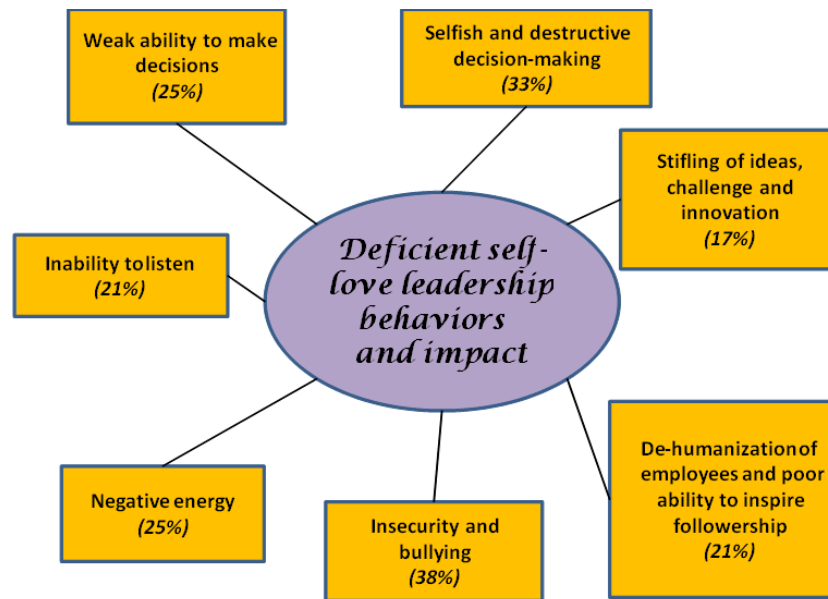 Weak ability to make
decisions
(25%)
Selfish and destructive
decision-making
(33%)
Stifling of ideas,
challenge and
innovation
(17%)
Inability to listen
(21%)
Deficient self-
love leadership
behaviors
and impact
De-humanization of
employees and poor
ability to inspire
followership
(21%)
Negative energy
(25%)
Insecurity and
bullying
(38%)